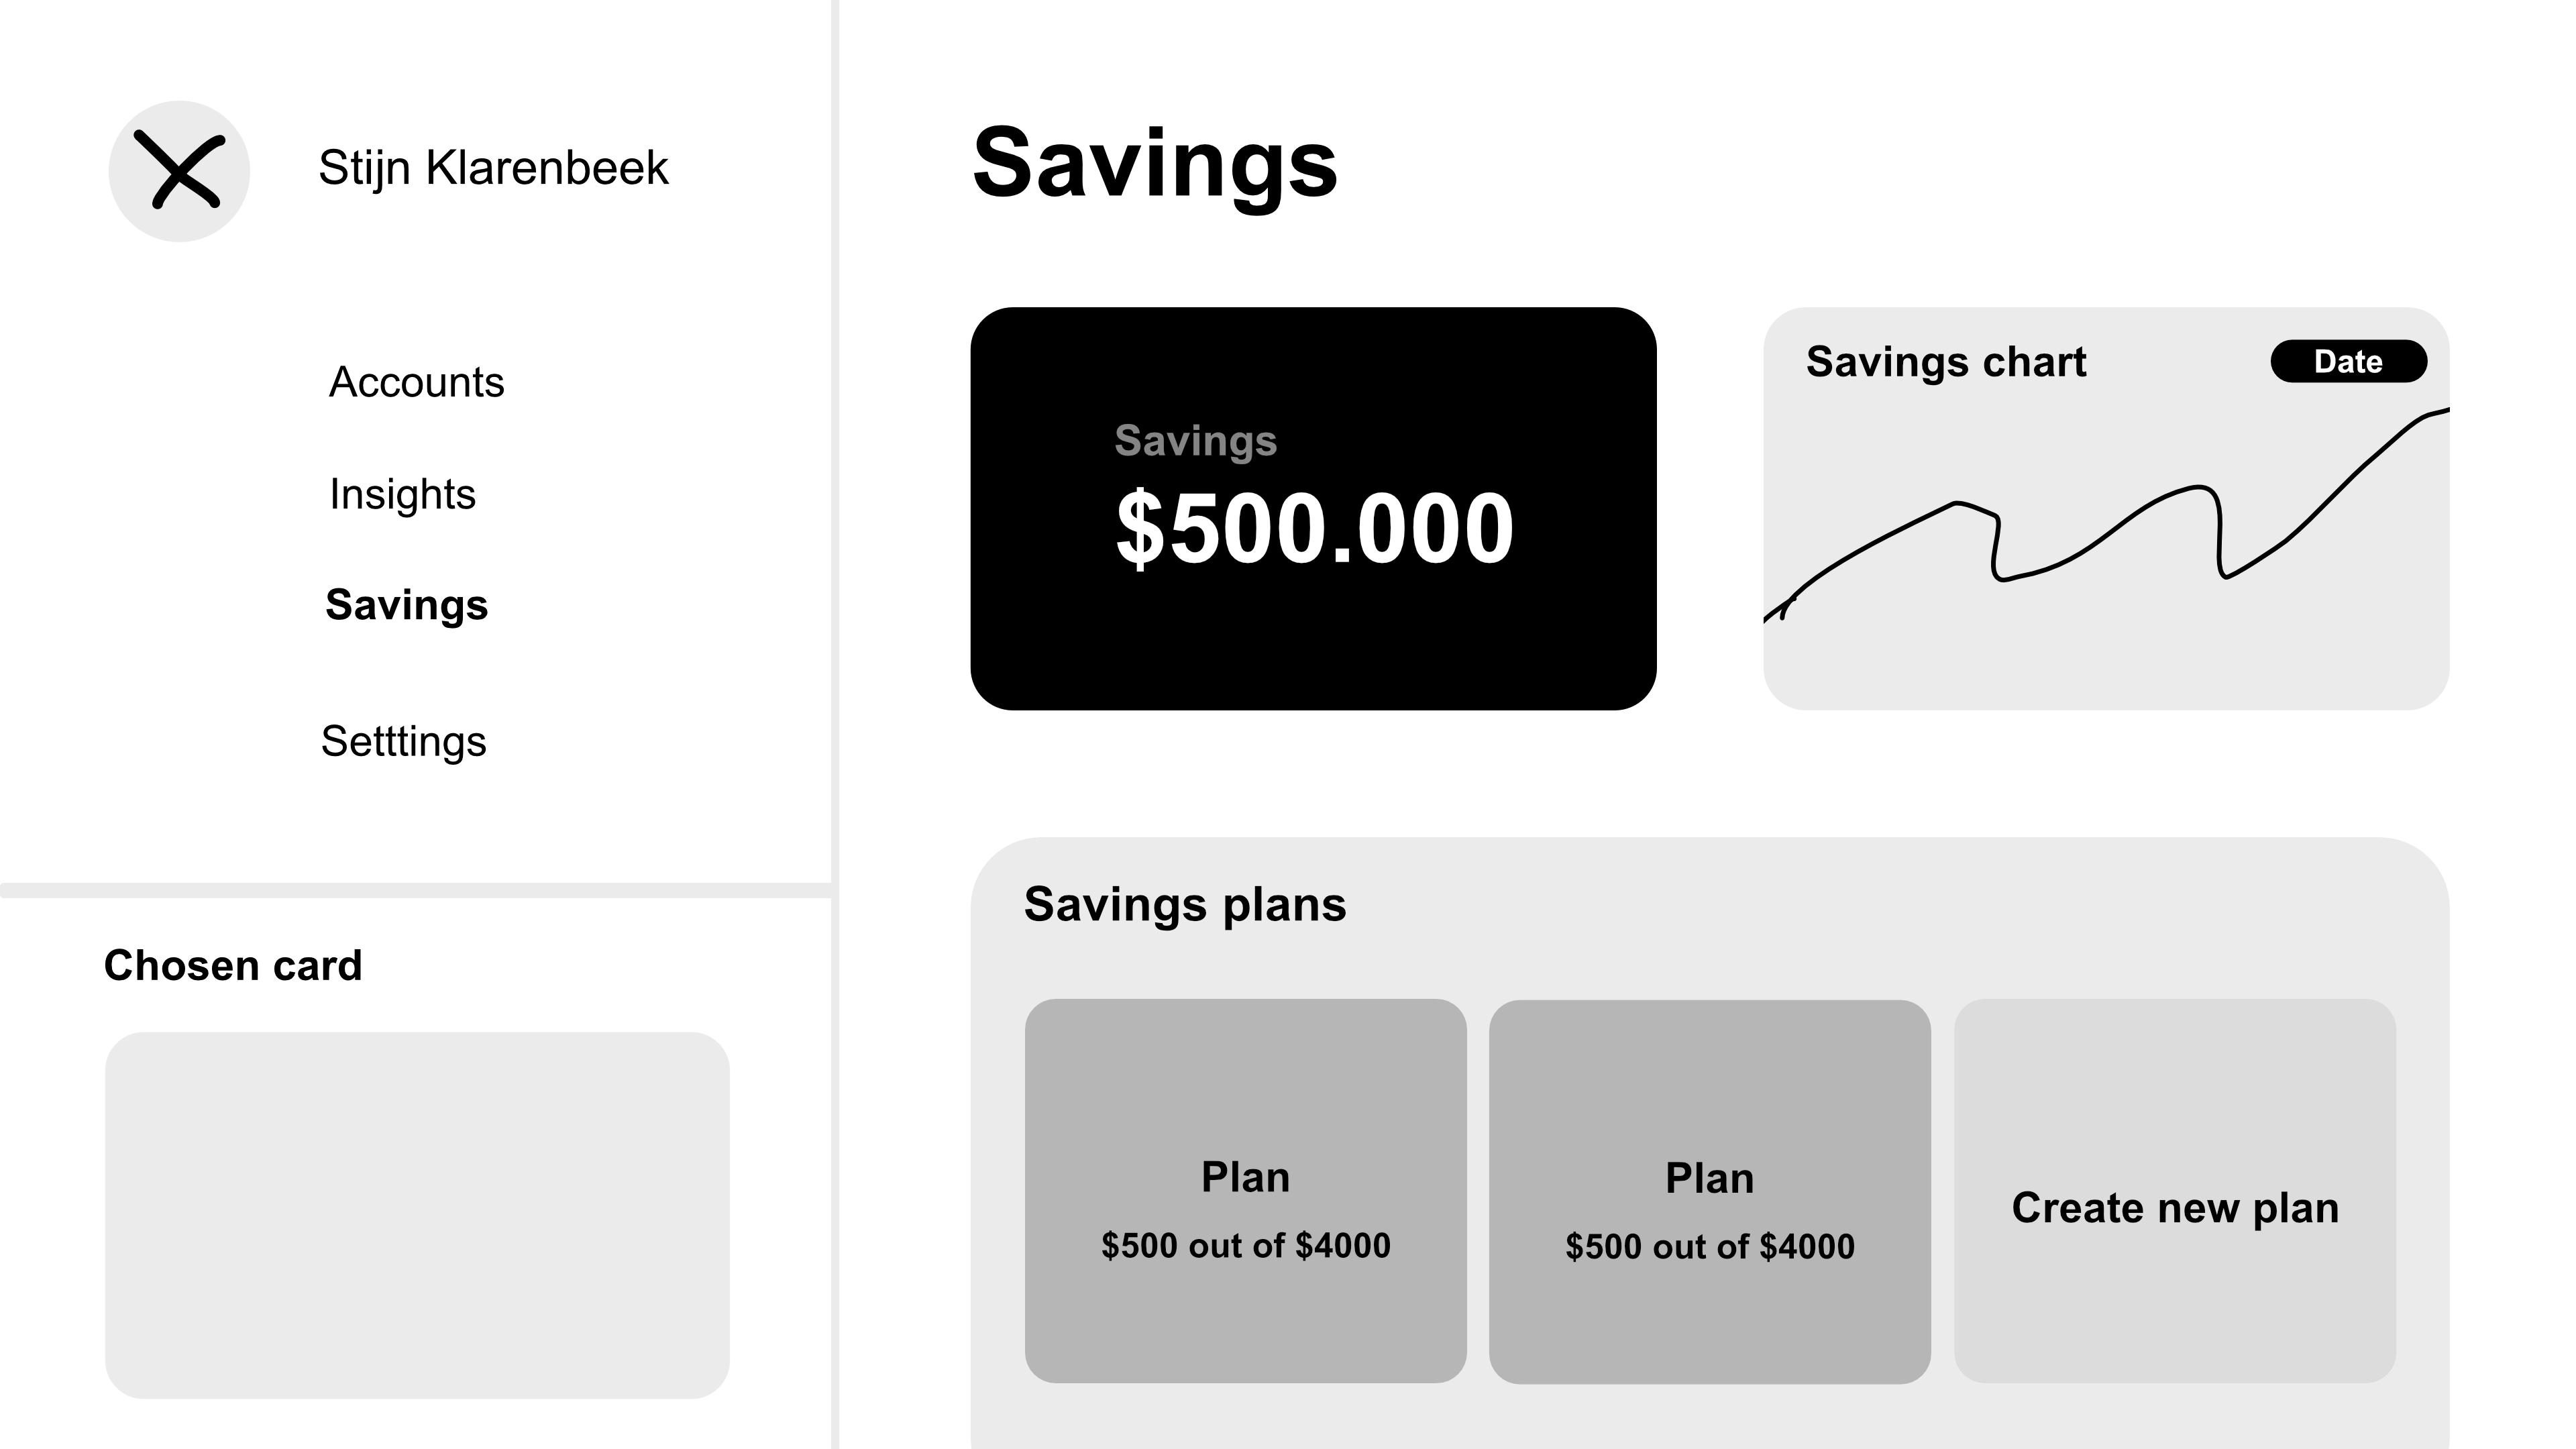 Stijn Klarenbeek
Accounts
Insights
Savings
Setttings
Chosen card
Savings
Savings
$500.000
Savings chart
Date
Savings plans
Plan
$500 out of $4000
Plan
$500 out of $4000
Create new plan